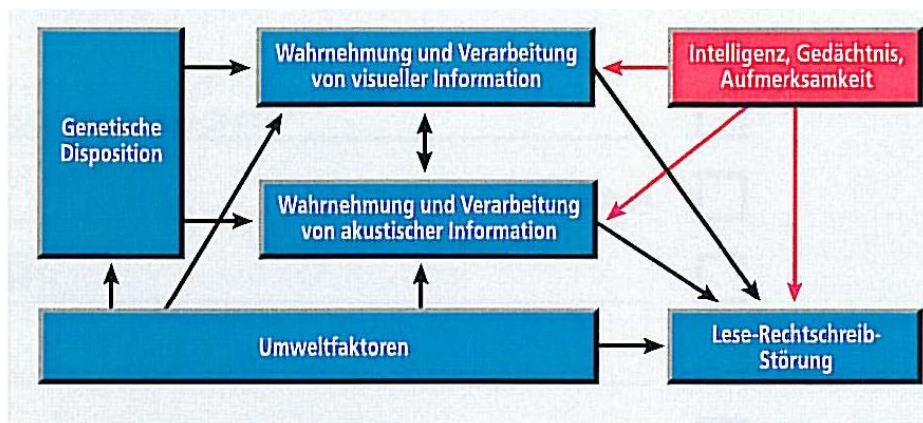 Wahrnehmung und Verarbeitung
von visueller Information
Intelligenz, Gedächtnis,
Aufmerksamkeit
Genetische
Disposition
Wahrnehmung und Verarbeitung
von akustischer Information
Umweltfaktoren
Lese-Rechtschreib-
Störung